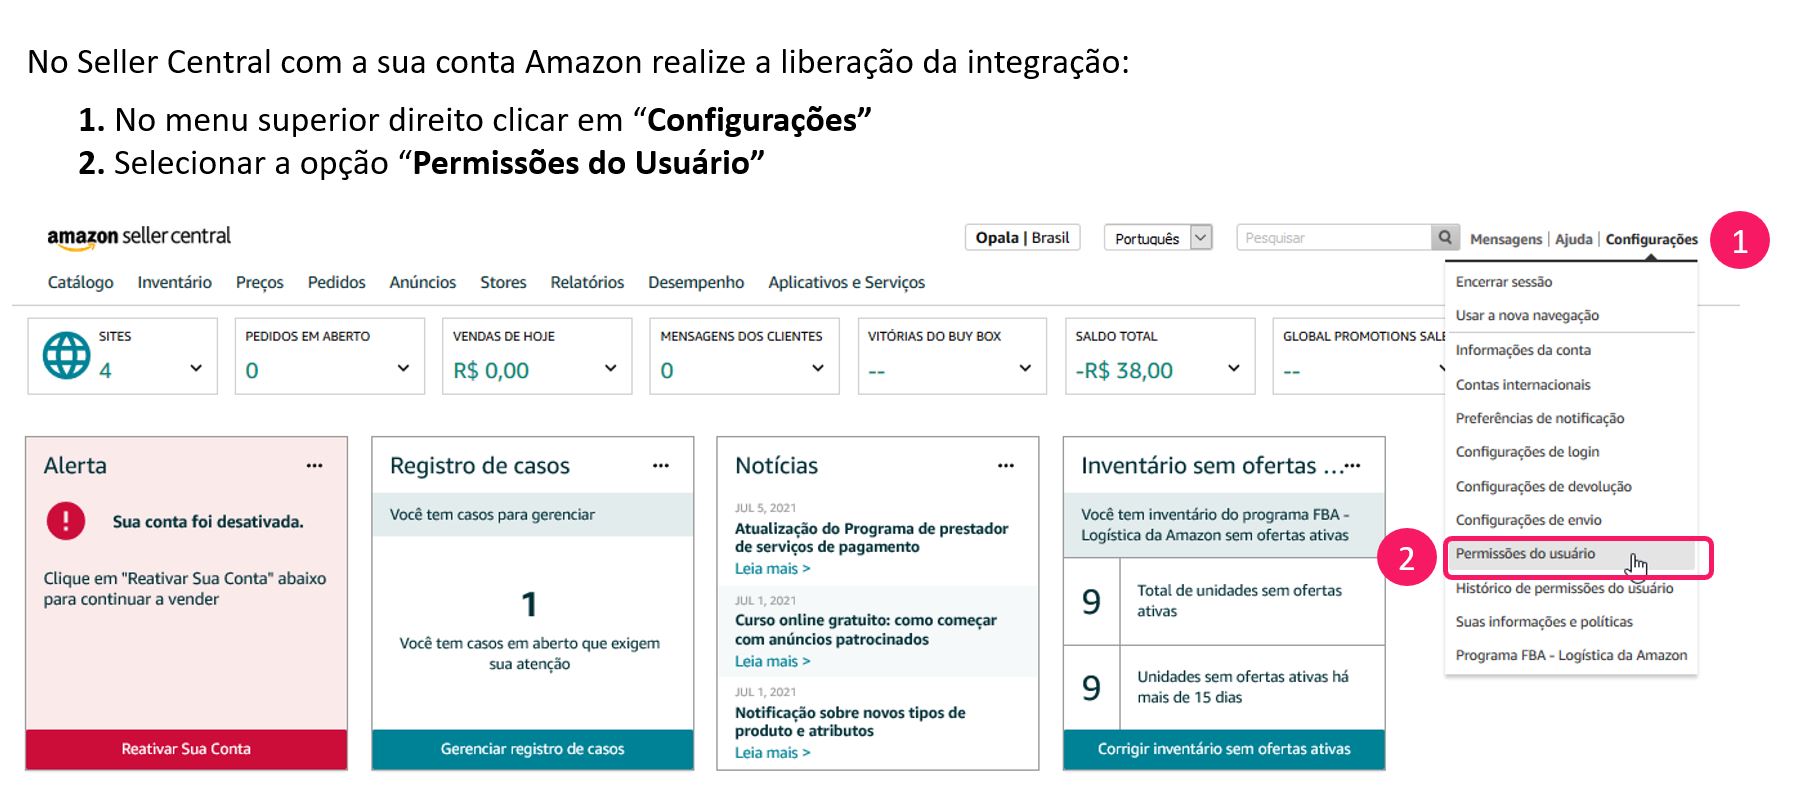 No Seller Central com a sua conta Amazon realize a liberação da integração:
1. No menu superior direito clicar em “Configurações”
2. Selecionar a opção “Permissões do Usuário”
amazon seller central
Opala | Brasil
Português
Pesquisar
Mensagens | Ajuda | Configurações
1
Catálogo Inventário Preços Pedidos Anúncios Stores Relatórios Desempenho Aplicativos e Serviços
SITES
4
PEDIDOS EM ABERTO
0
VENDAS DE HOJE
R$ 0,00
MENSAGENS DOS CLIENTES
0
VITÓRIAS DO BUY BOX
--
SALDO TOTAL
-R$ 38,00
GLOBAL PROMOTIONS SALE
--
Encerrar sessão
Usar a nova navegação
Informações da conta
Contas internacionais
Preferências de notificação
Configurações de login
Configurações de devolução
Configurações de envio
2
Permissões do usuário
Histórico de permissões do usuário
Suas informações e políticas
Programa FBA - Logística da Amazon
Alerta
...
Sua conta foi desativada.
Clique em "Reativar Sua Conta" abaixo
para continuar a vender
Reativar Sua Conta
Registro de casos
...
Você tem casos para gerenciar
1
Você tem casos em aberto que exigem
sua atenção
Gerenciar registro de casos
Notícias
...
JUL 5, 2021
Atualização do Programa de prestador
de serviços de pagamento
Leia mais >
JUL 1, 2021
Curso online gratuito: como começar
com anúncios patrocinados
Leia mais >
JUL 1, 2021
Notificação sobre novos tipos de
produto e atributos
Leia mais >
Inventário sem ofertas ...
...
Você tem inventário do programa FBA -
Logística da Amazon sem ofertas ativas
9
Total de unidades sem ofertas
ativas
9
Unidades sem ofertas ativas há
mais de 15 dias
Corrigir inventário sem ofertas ativas